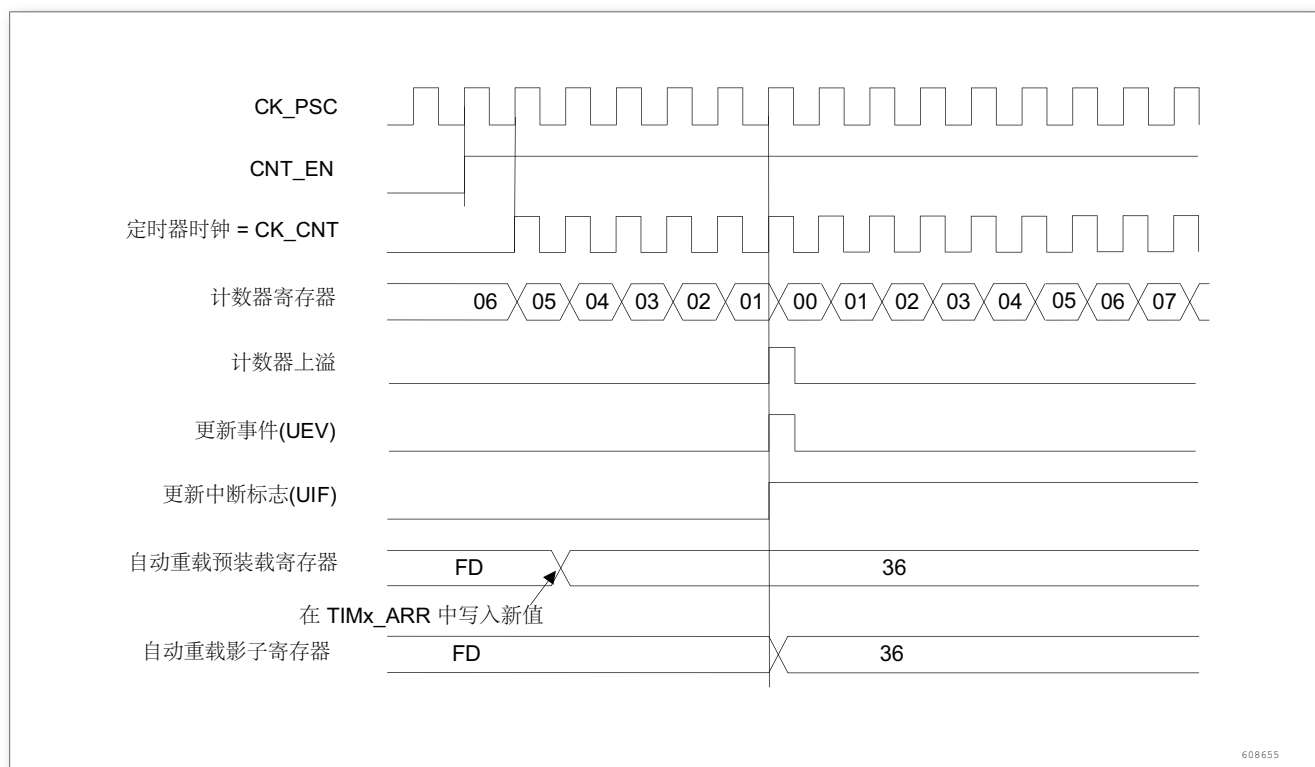 CK_PSC
CNT_EN
定时器时钟 = CK_CNT
计数器寄存器 06 05 04 03 02 01 00 01 02 03 04 05 06 07
计数器上溢
更新事件(UEV)
更新中断标志(UIF)
自动重载预装载寄存器 FD 36
在 TIMx_ARR 中写入新值
自动重载影子寄存器 FD 36
608655